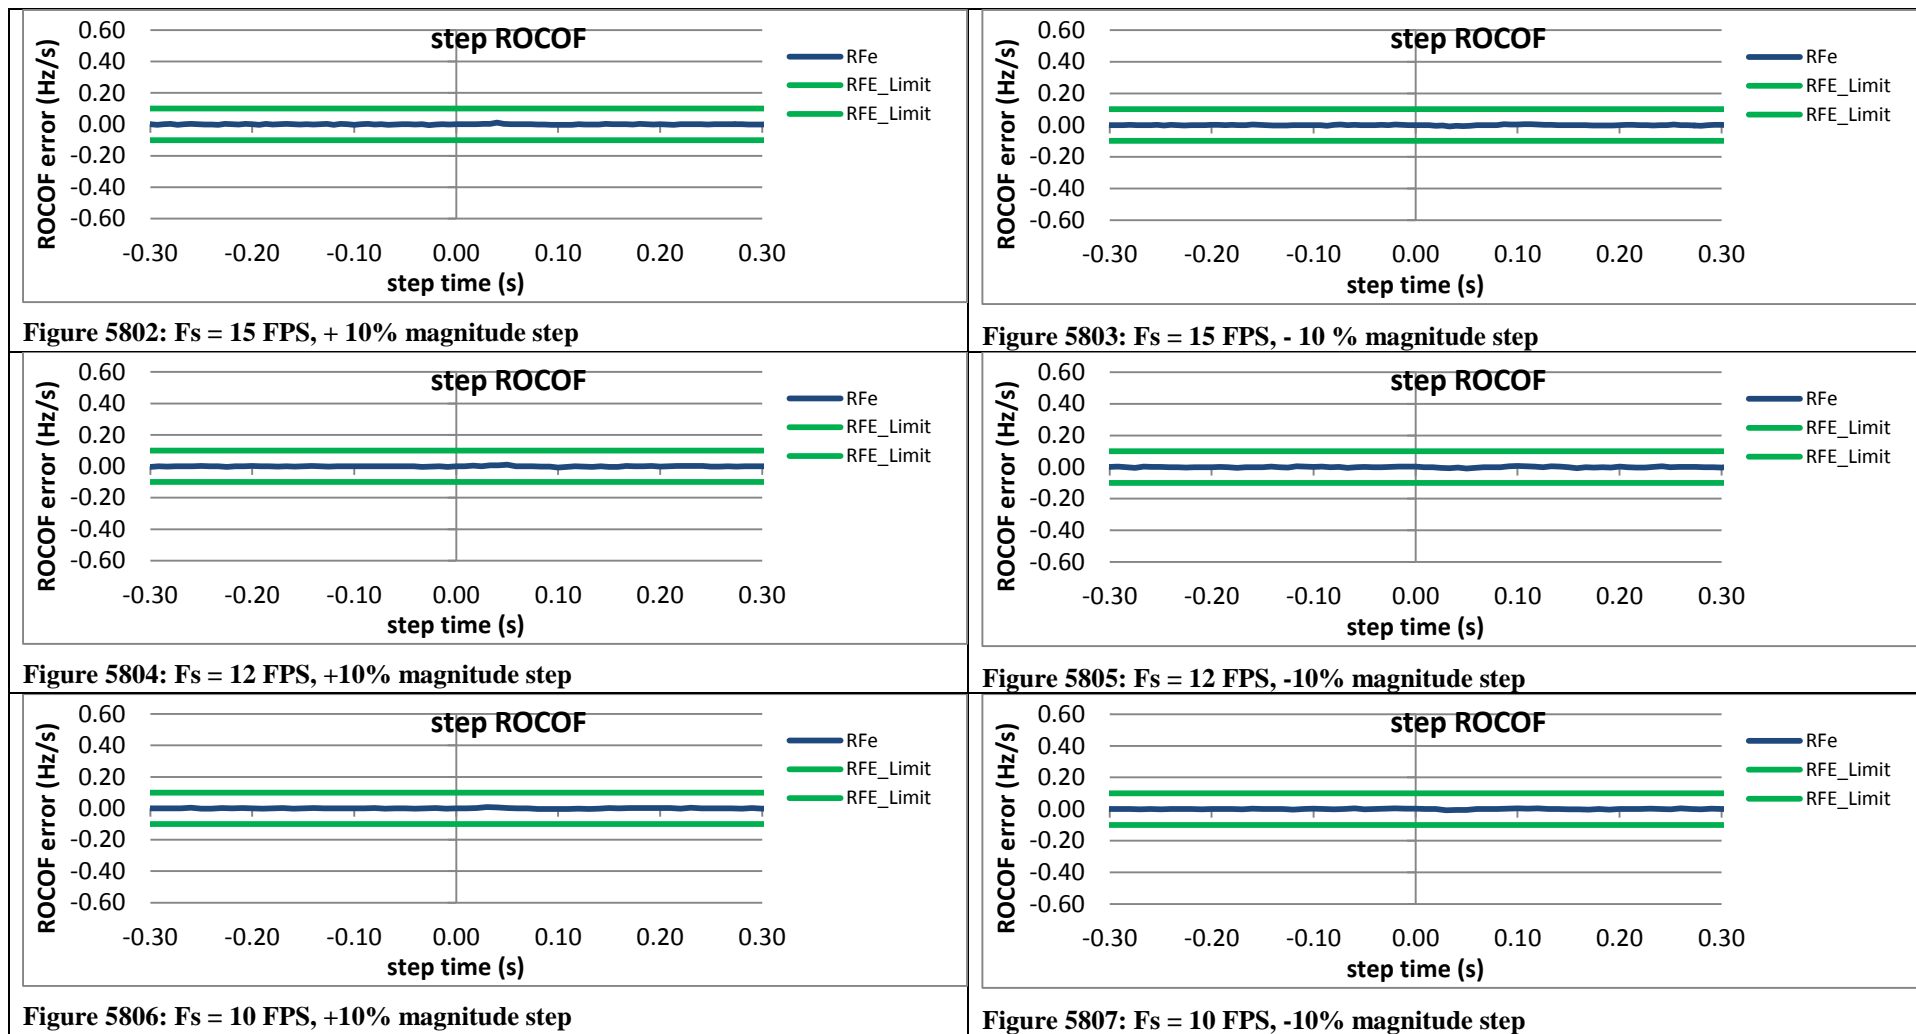 step ROCOF
ROCOF error (Hz/s)
0.60
0.40
0.20
0.00
-0.20
-0.40
-0.60
-0.30 -0.20 -0.10 0.00 0.10 0.20 0.30
step time (s)
RFe
RFE_Limit
RFE_Limit
Figure 5802: Fs = 15 FPS, + 10% magnitude step
step ROCOF
ROCOF error (Hz/s)
0.60
0.40
0.20
0.00
-0.20
-0.40
-0.60
-0.30 -0.20 -0.10 0.00 0.10 0.20 0.30
step time (s)
RFe
RFE_Limit
RFE_Limit
Figure 5803: Fs = 15 FPS, - 10 % magnitude step
step ROCOF
ROCOF error (Hz/s)
0.60
0.40
0.20
0.00
-0.20
-0.40
-0.60
-0.30 -0.20 -0.10 0.00 0.10 0.20 0.30
step time (s)
RFe
RFE_Limit
RFE_Limit
Figure 5804: Fs = 12 FPS, +10% magnitude step
step ROCOF
ROCOF error (Hz/s)
0.60
0.40
0.20
0.00
-0.20
-0.40
-0.60
-0.30 -0.20 -0.10 0.00 0.10 0.20 0.30
step time (s)
RFe
RFE_Limit
RFE_Limit
Figure 5805: Fs = 12 FPS, -10% magnitude step
step ROCOF
ROCOF error (Hz/s)
0.60
0.40
0.20
0.00
-0.20
-0.40
-0.60
-0.30 -0.20 -0.10 0.00 0.10 0.20 0.30
step time (s)
RFe
RFE_Limit
RFE_Limit
Figure 5806: Fs = 10 FPS, +10% magnitude step
step ROCOF
ROCOF error (Hz/s)
0.60
0.40
0.20
0.00
-0.20
-0.40
-0.60
-0.30 -0.20 -0.10 0.00 0.10 0.20 0.30
step time (s)
RFe
RFE_Limit
RFE_Limit
Figure 5807: Fs = 10 FPS, -10% magnitude step